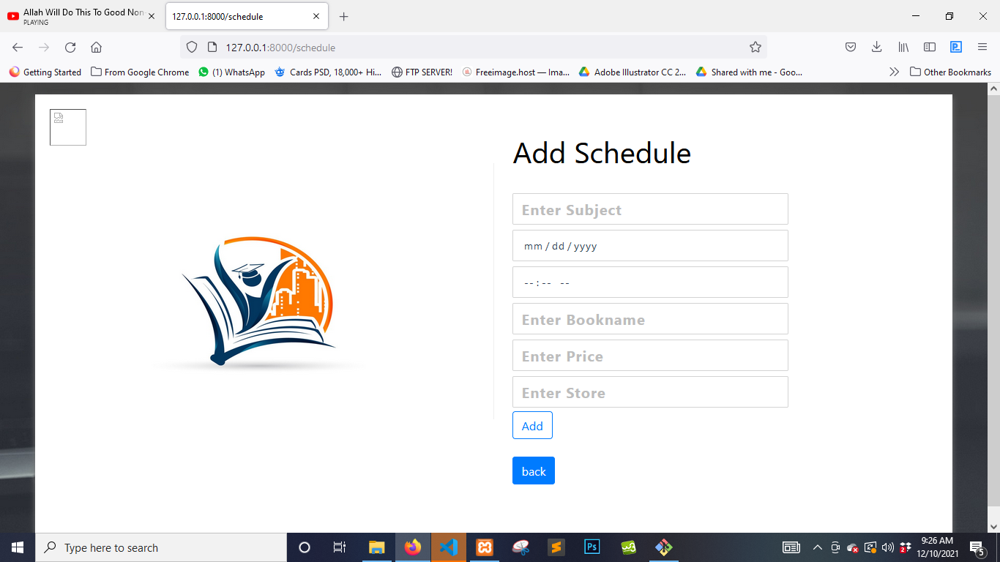 Allah Will Do This To Good Non-
PLAYING
127.0.0.1:8000/schedule
127.0.0.1:8000/schedule
Getting Started
From Google Chrome
(1) WhatsApp
Cards PSD, 18,000+ Hi...
FTP SERVER!
Freeimage.host — Ima...
Adobe Illustrator CC 2...
Shared with me - Goo...
Other Bookmarks
Add Schedule
Enter Subject
mm / dd / yyyy
-- : -- --
Enter Bookname
Enter Price
Enter Store
Add
back
Type here to search
Ps
2
9:26 AM
12/10/2021
5